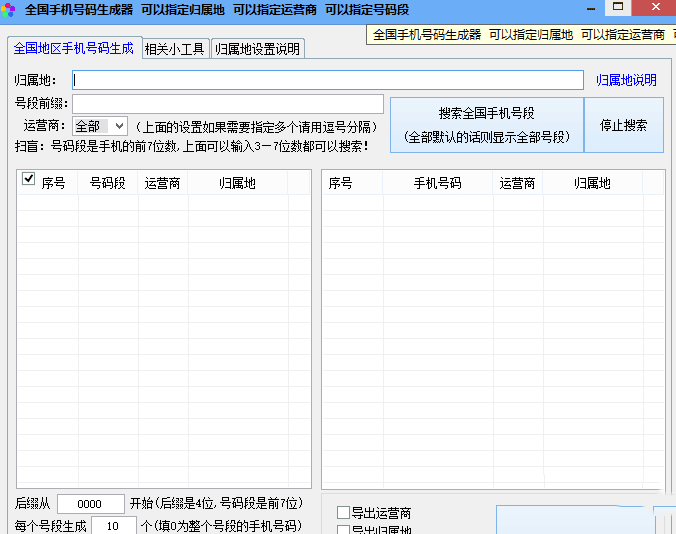 全国手机号码生成器 可以指定归属地 可以指定运营商 可以指定号码段
全国手机号码生成器 可以指定归属地 可以指定运营商
全国地区手机号码生成 相关小工具 归属地设置说明
归属地: 归属地说明
号段前缀:
搜索全国手机号段
(全部默认的话则显示全部号段)
停止搜索
运营商: 全部 (上面的设置如果需要指定多个请用逗号分隔)
扫盲: 号码段是手机的前7位数,上面可以输入3-7位数都可以搜索!
序号 号码段 运营商 归属地
序号 手机号码 运营商 归属地
后缀从 0000 开始(后缀是4位,号码段是前7位)
每个号段生成 10 个(填0为整个号段的手机号码)
导出运营商
导出归属地